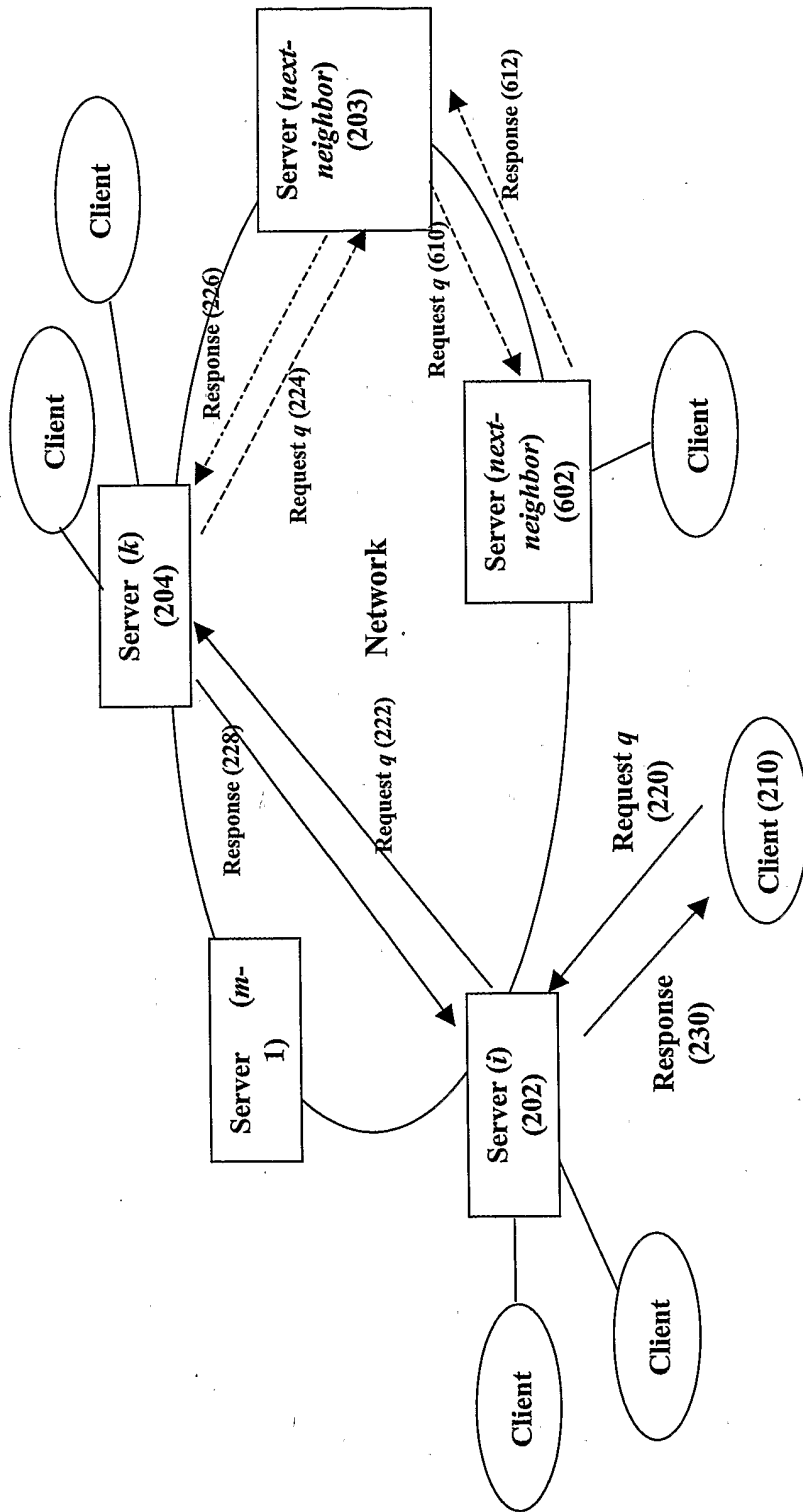 Client
Client
Server (k)
(204)
Server (next-
neighbor)
(203)
Response (226)
Request q (224)
Response (612)
Request q (610)
Server (m-
1)
Response (228)
Request q (222)
Network
Server (next-
neighbor)
(602)
Client
Server (i)
(202)
Request q
(220)
Response
(230)
Client (210)
Client
Client